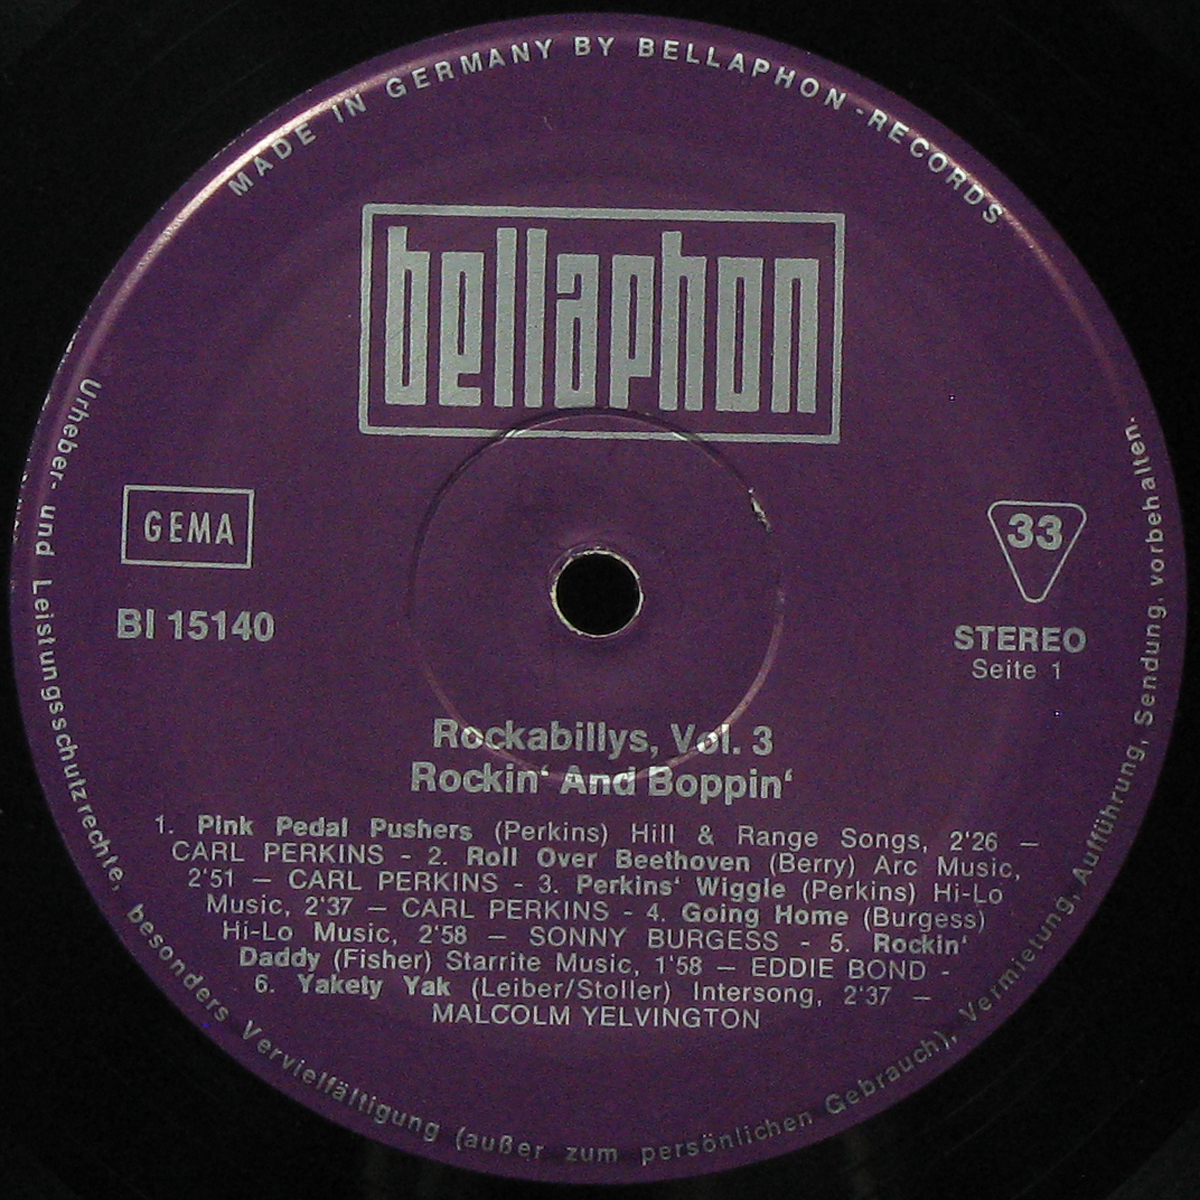 MADE IN GERMANY BY BELLAPHON-RECORDS
bellaphon
GEMA
BI 15140
33
STEREO
Seite 1
Rockabillys, Vol. 3
Rockin‘ And Boppin‘
1. Pink Pedal Pushers (Perkins) Hill & Range Songs, 2'26 —
CARL PERKINS - 2. Roll Over Beethoven (Berry) Arc Music,
2'51 — CARL PERKINS - 3. Perkins‘ Wiggle (Perkins) Hi-Lo
Music, 2'37 — CARL PERKINS - 4. Going Home (Burgess)
Hi-Lo Music, 2'58 — SONNY BURGESS - 5. Rockin‘
Daddy (Fisher) Starrite Music, 1'58 — EDDIE BOND -
6. Yakety Yak (Leiber/Stoller) Intersong, 2'37 —
MALCOLM YELVINGTON
Urheber- und Leistungsschutzrechte, besonders Vervielfältigung (außer zum persönlichen Gebrauch), Vermietung, Aufführung, Sendung, vorbehalten.